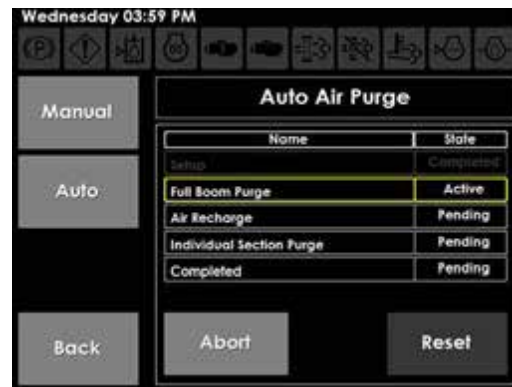 Wednesday 03:59 PM
Manual
Auto Air Purge
Name State
Setup Completed
Auto
Full Boom Purge Active
Air Recharge Pending
Individual Section Purge Pending
Completed Pending
Back
Abort
Reset